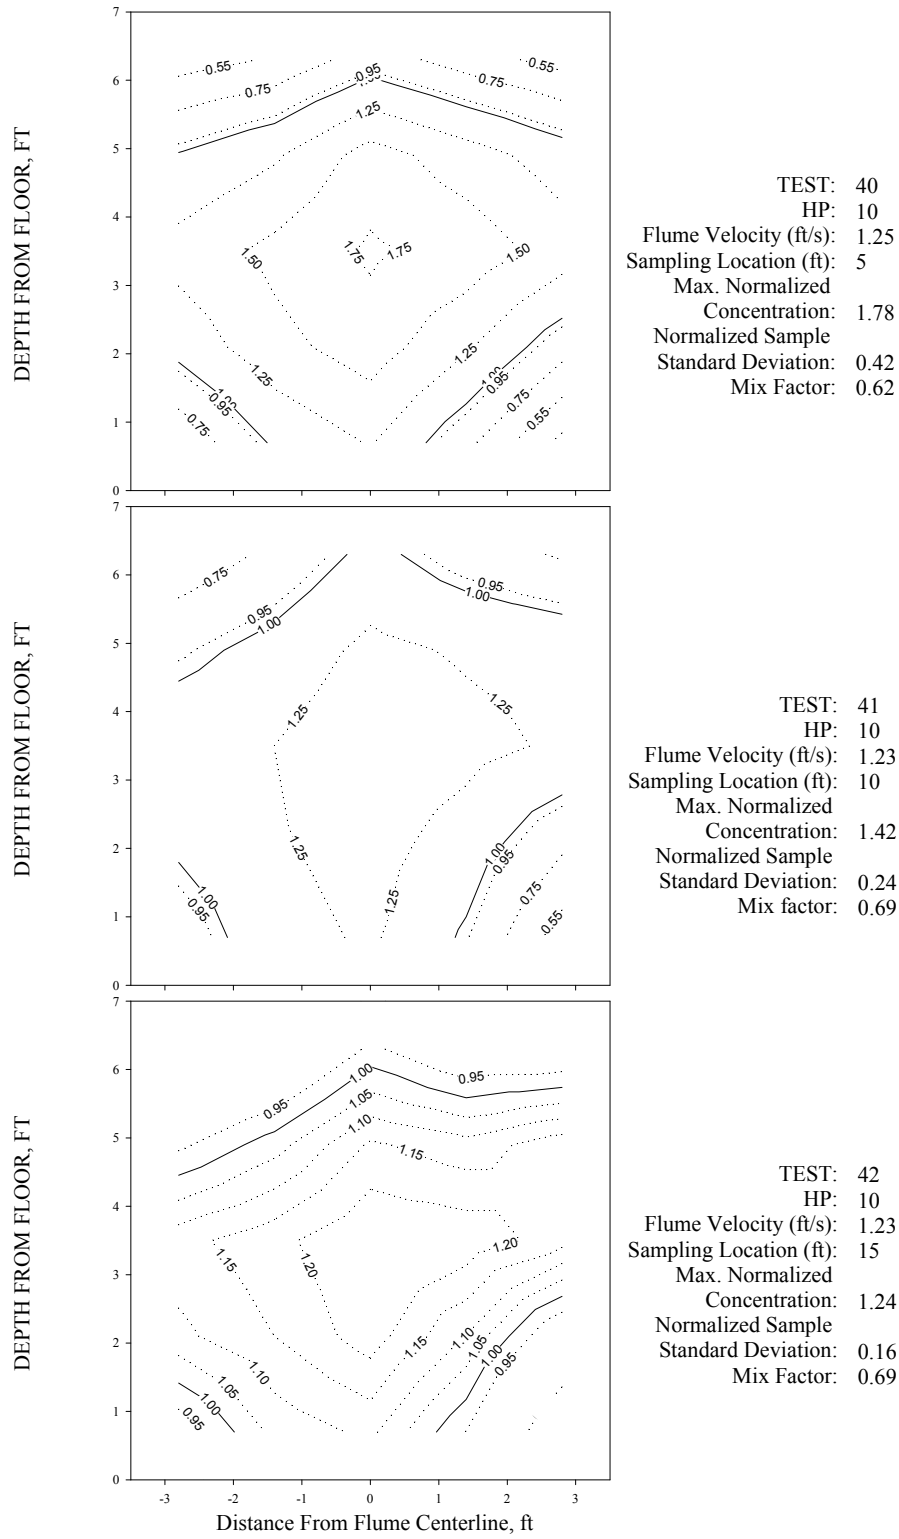 7
6
5
4
3
2
1
0
DEPTH FROM FLOOR, FT
0.55
0.75
0.95
1.25
0.55
0.75
1.50
1.75
1.75
1.50
1.25
1.00
0.95
0.75
1.25
1.00
0.95
0.75
0.55
TEST: 40
HP: 10
Flume Velocity (ft/s): 1.25
Sampling Location (ft): 5
Max. Normalized
Concentration: 1.78
Normalized Sample
Standard Deviation: 0.42
Mix Factor: 0.62
7
6
5
4
3
2
1
0
DEPTH FROM FLOOR, FT
0.75
0.95
1.00
0.95
1.00
1.25
1.25
1.25
1.25
1.00
0.95
1.00
0.95
0.75
0.55
TEST: 41
HP: 10
Flume Velocity (ft/s): 1.23
Sampling Location (ft): 10
Max. Normalized
Concentration: 1.42
Normalized Sample
Standard Deviation: 0.24
Mix factor: 0.69
7
6
5
4
3
2
1
0
DEPTH FROM FLOOR, FT
0.95
1.00
1.05
1.10
0.95
1.15
1.15
1.20
1.20
1.10
1.05
1.00
0.95
1.15
1.10
1.05
1.00
0.95
TEST: 42
HP: 10
Flume Velocity (ft/s): 1.23
Sampling Location (ft): 15
Max. Normalized
Concentration: 1.24
Normalized Sample
Standard Deviation: 0.16
Mix Factor: 0.69
-3 -2 -1 0 1 2 3
Distance From Flume Centerline, ft